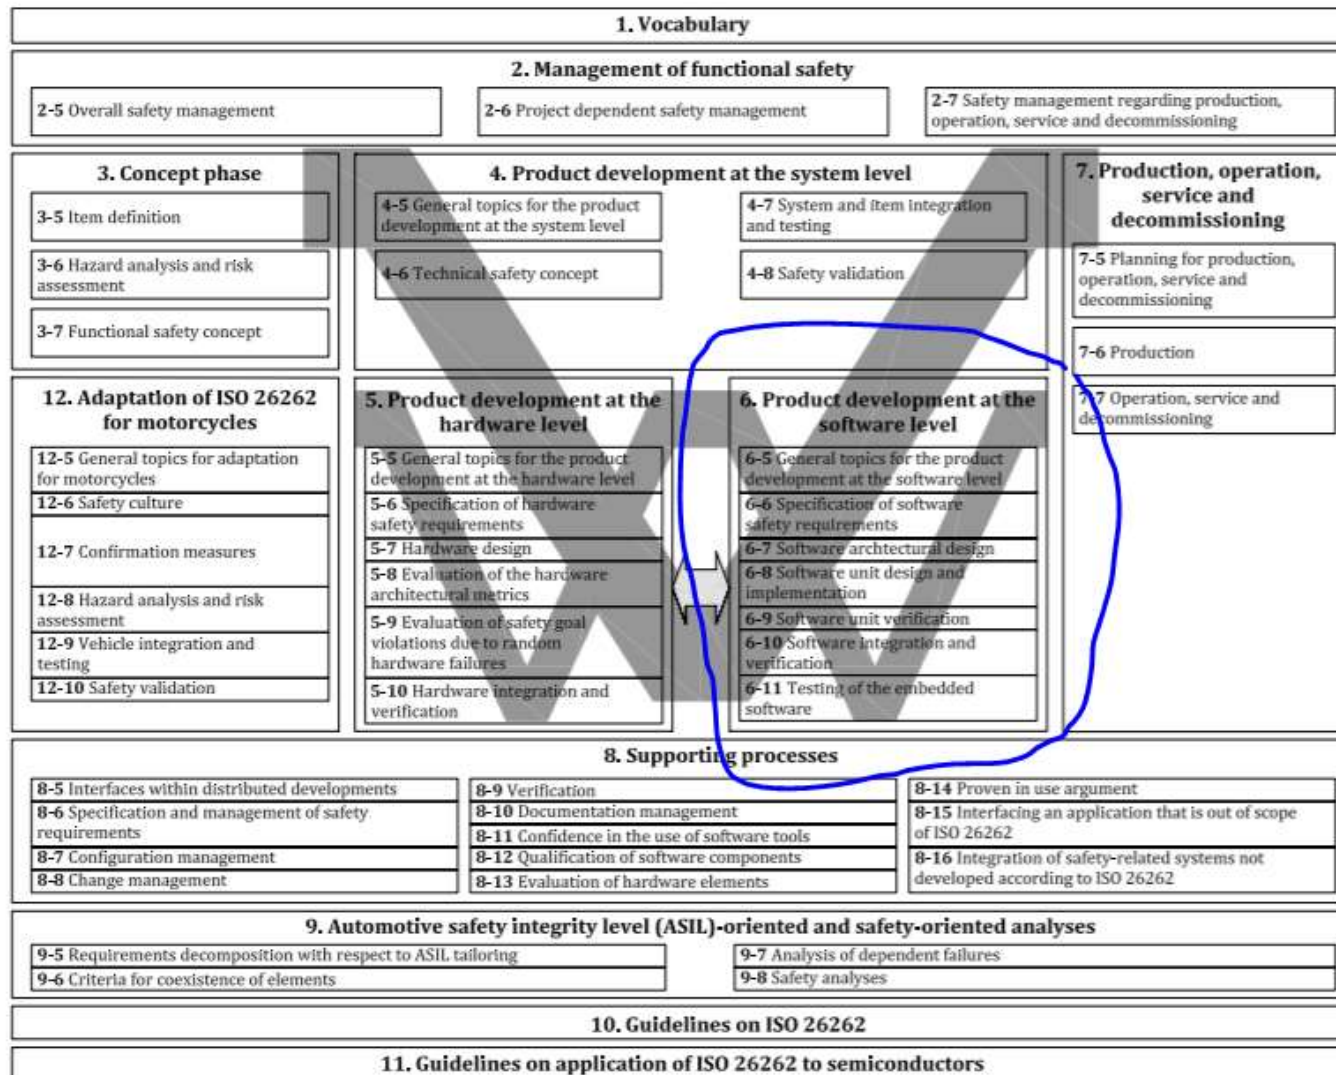 1. Vocabulary
2. Management of functional safety
2-5 Overall safety management
2-6 Project dependent safety management
2-7 Safety management regarding production,
operation, service and decommissioning
3. Concept phase
3-5 Item definition
3-6 Hazard analysis and risk
assessment
3-7 Functional safety concept
4. Product development at the system level
4-5 General topics for the product
development at the system level
4-6 Technical safety concept
4-7 System and item integration
and testing
4-8 Safety validation
7. Production, operation,
service and
decommissioning
7-5 Planning for production,
operation, service and
decommissioning
7-6 Production
7-7 Operation, service and
decommissioning
12. Adaptation of ISO 26262
for motorcycles
12-5 General topics for adaptation
for motorcycles
12-6 Safety culture
12-7 Confirmation measures
12-8 Hazard analysis and risk
assessment
12-9 Vehicle integration and
testing
12-10 Safety validation
5. Product development at the
hardware level
5-5 General topics for the product
development at the hardware level
5-6 Specification of hardware
safety requirements
5-7 Hardware design
5-8 Evaluation of the hardware
architectural metrics
5-9 Evaluation of safety goal
violations due to random
hardware failures
5-10 Hardware integration and
verification
6. Product development at the
software level
6-5 General topics for the product
development at the software level
6-6 Specification of software
safety requirements
6-7 Software archtectural design
6-8 Software unit design and
implementation
6-9 Software unit verification
6-10 Software integration and
verification
6-11 Testing of the embedded
software
8. Supporting processes
8-5 Interfaces within distributed developments
8-6 Specification and management of safety
requirements
8-7 Configuration management
8-8 Change management
8-9 Verification
8-10 Documentation management
8-11 Confidence in the use of software tools
8-12 Qualification of software components
8-13 Evaluation of hardware elements
8-14 Proven in use argument
8-15 Interfacing an application that is out of scope
of ISO 26262
8-16 Integration of safety-related systems not
developed according to ISO 26262
9. Automotive safety integrity level (ASIL)-oriented and safety-oriented analyses
9-5 Requirements decomposition with respect to ASIL tailoring
9-6 Criteria for coexistence of elements
9-7 Analysis of dependent failures
9-8 Safety analyses
10. Guidelines on ISO 26262
11. Guidelines on application of ISO 26262 to semiconductors